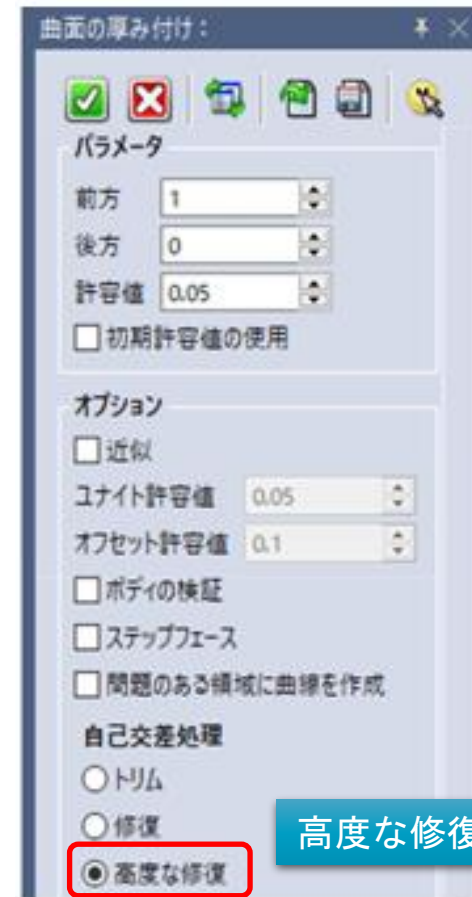 曲面の厚み付け：
パラメータ
前方 1
後方 0
許容値 0.05
初期許容値の使用
オプション
近似
ユナイト許容値 0.05
オフセット許容値 0.1
ボディの検証
ステップフェース
問題のある領域に曲線を作成
自己交差処理
トリム
修復
高度な修復
高度な修復